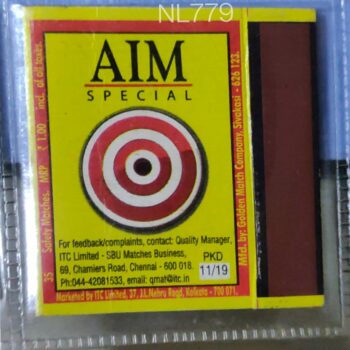 NL779
AIM
SPECIAL
35 Safety Matches. MRP ₹ 1.00 incl. of all taxes.
For feedback/complaints, contact: Quality Manager,
ITC Limited - SBU Matches Business,
69, Chamiers Road, Chennai - 600 018.
Ph:044-42081533, email: qmat@itc.in
PKD
11/19
Marketed by ITC Limited, 37, J.L. Nehru Road, Kolkata - 700 071.
Mfd. by: Golden Match Company, Sivakasi - 626 123.